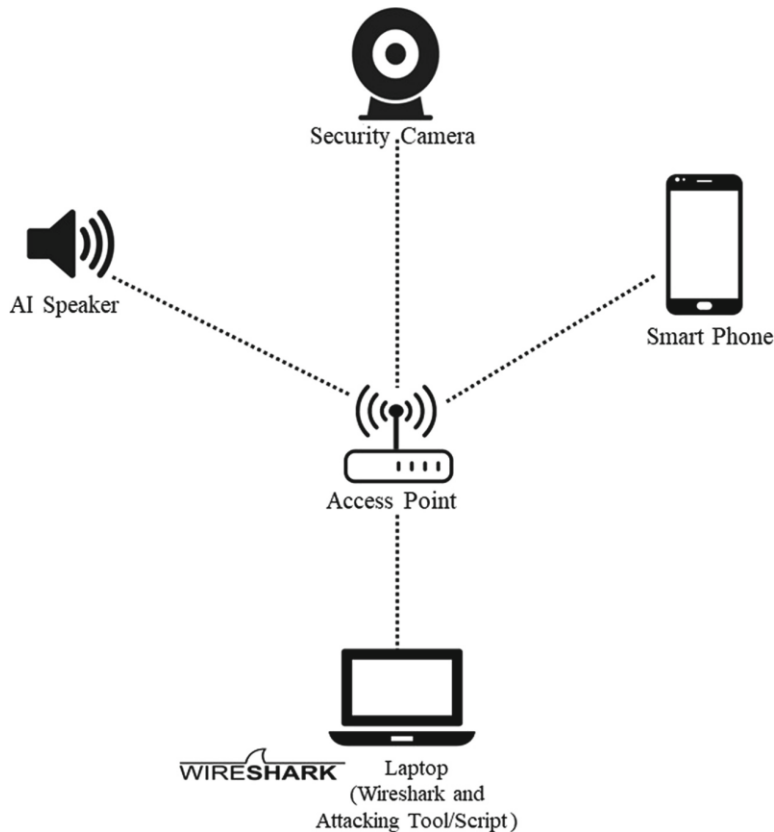 Security Camera
AI Speaker
Smart Phone
Access Point
WIRESHARK
Laptop
(Wireshark and
Attacking Tool/Script)